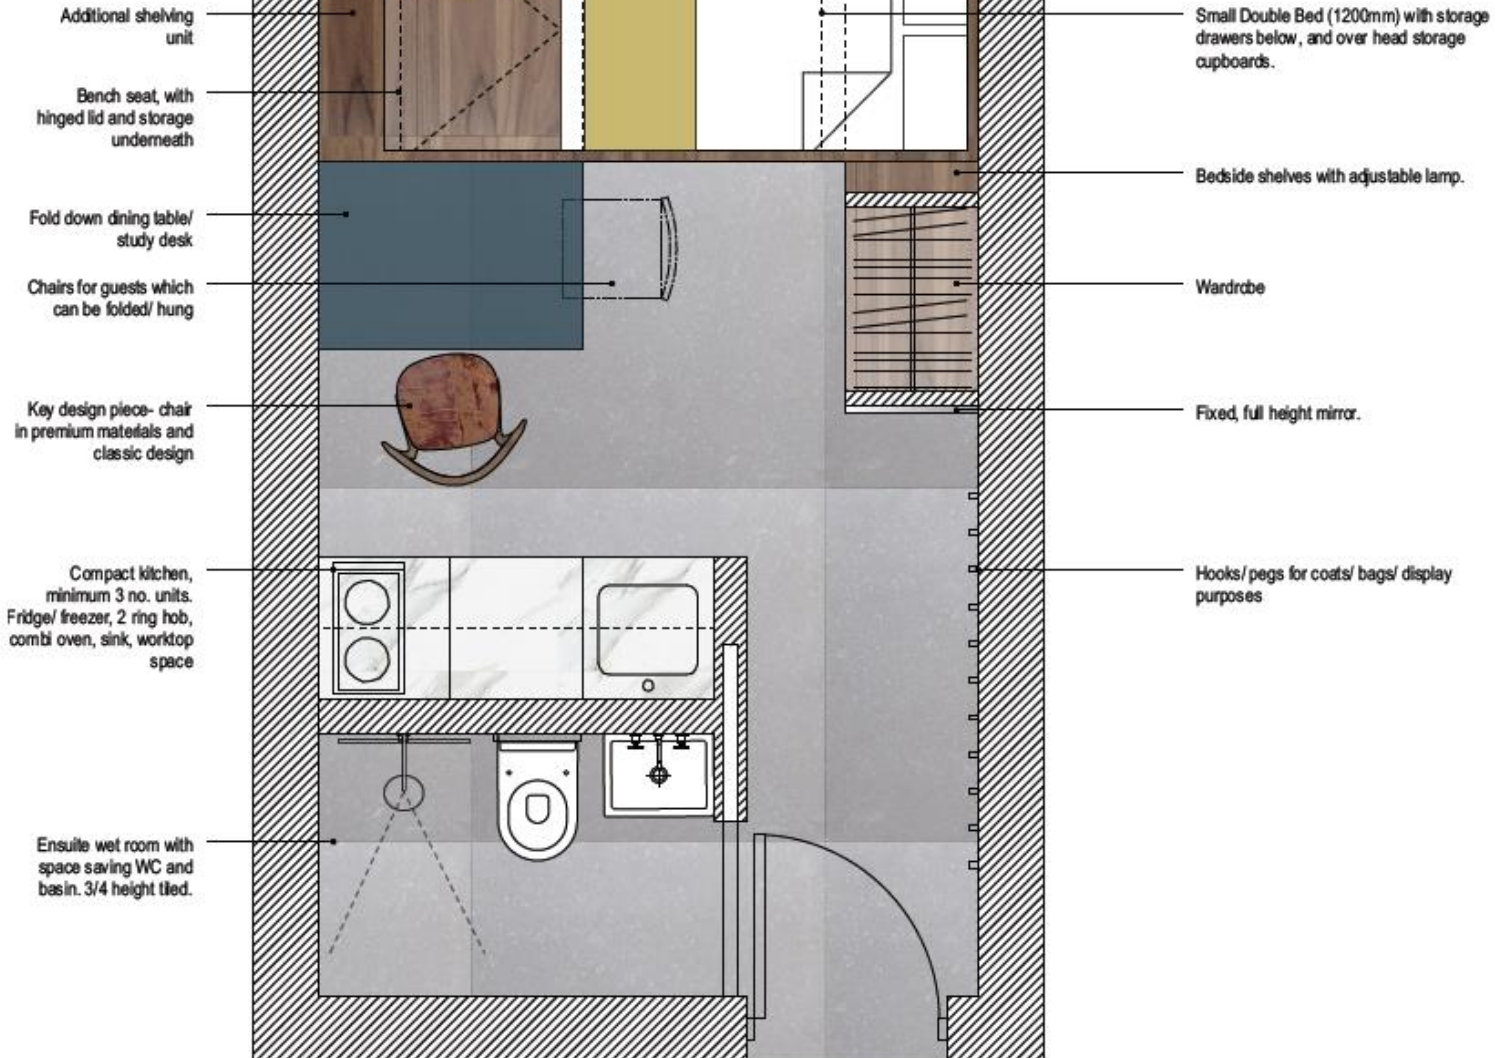 Additional shelving
unit
Bench seat, with
hinged lid and storage
underneath
Fold down dining table/
study desk
Chairs for guests which
can be folded/ hung
Key design piece- chair
in premium materials and
classic design
Compact kitchen,
minimum 3 no. units.
Fridge/ freezer, 2 ring hob,
combi oven, sink, worktop
space
Ensuite wet room with
space saving WC and
basin. 3/4 height tiled.
Small Double Bed (1200mm) with storage
drawers below, and over head storage
cupboards.
Bedside shelves with adjustable lamp.
Wardrobe
Fixed, full height mirror.
Hooks/ pegs for coats/ bags/ display
purposes